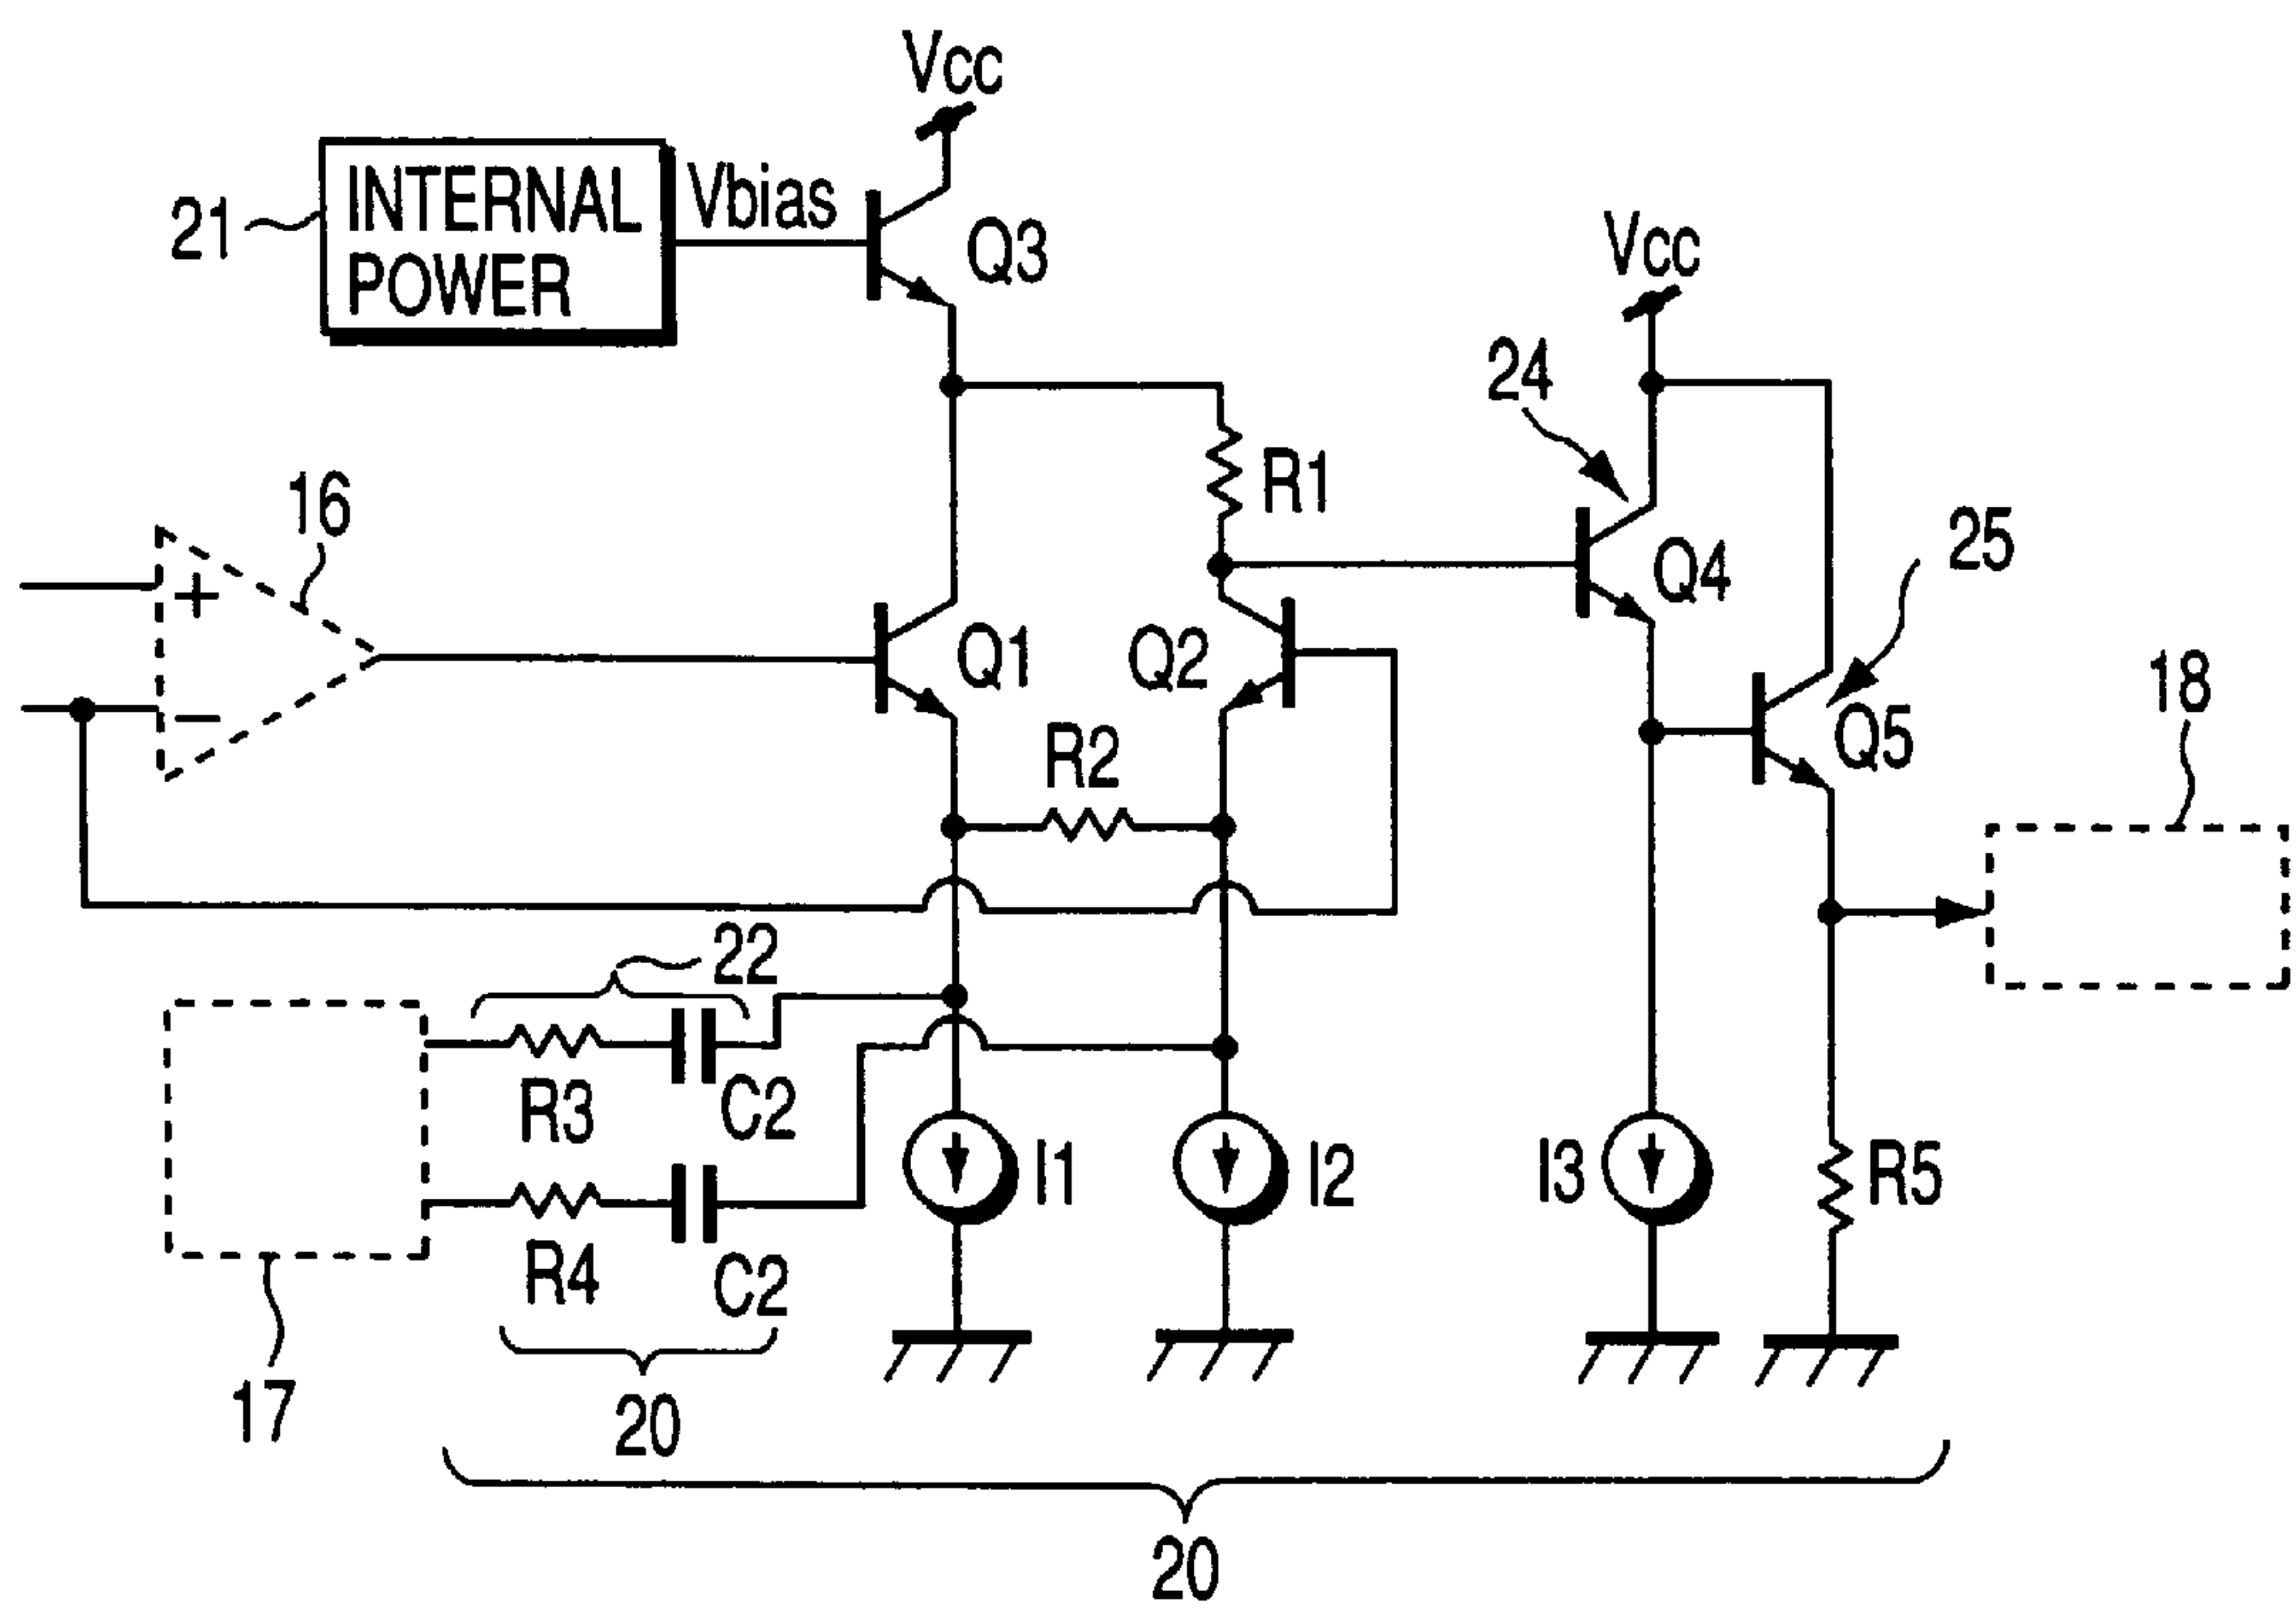 Vcc
INTERNAL
POWER
21
Vbias
Q3
Vcc
24
16
R1
25
+
Q4
Q1
Q2
18
−
R2
Q5
22
C2
R3
I1
I2
I3
R5
R4
C2
17
20
20